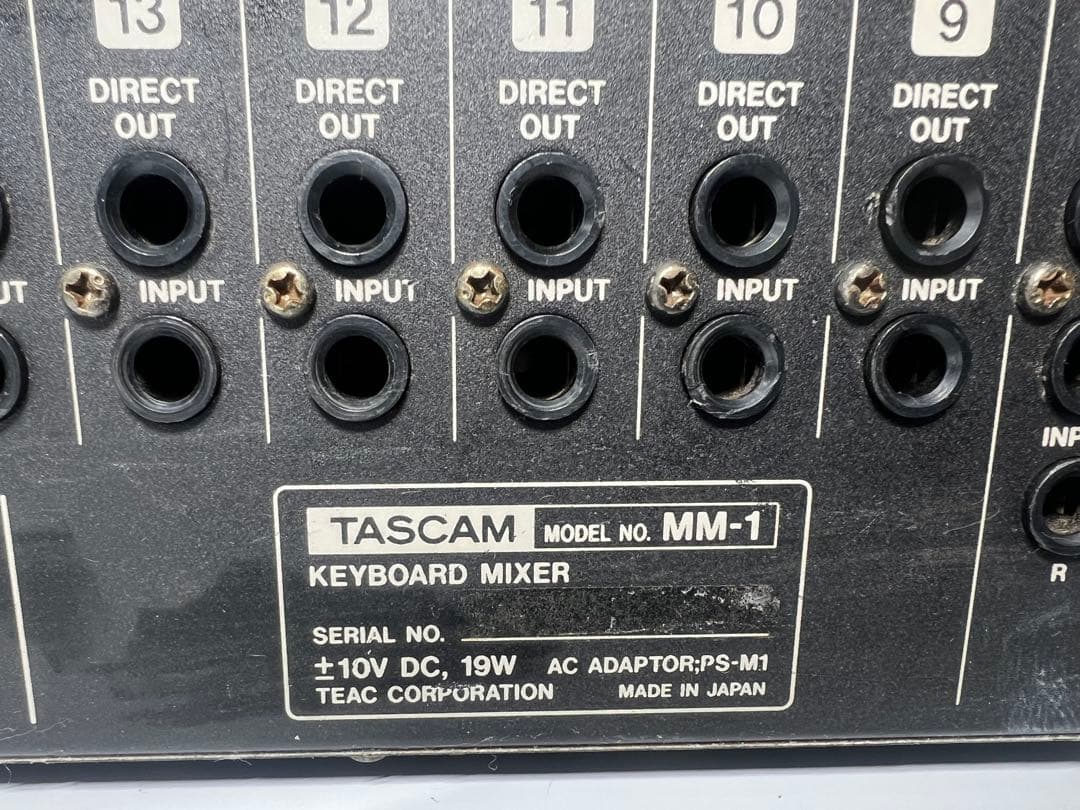 13 12 11 10 9
DIRECT OUT DIRECT OUT DIRECT OUT DIRECT OUT DIRECT OUT
UT INPUT INPUT INPUT INPUT INPUT
INP
R
TASCAM MODEL NO. MM-1
KEYBOARD MIXER
SERIAL NO.
±10V DC, 19W AC ADAPTOR;PS-M1
TEAC CORPORATION MADE IN JAPAN